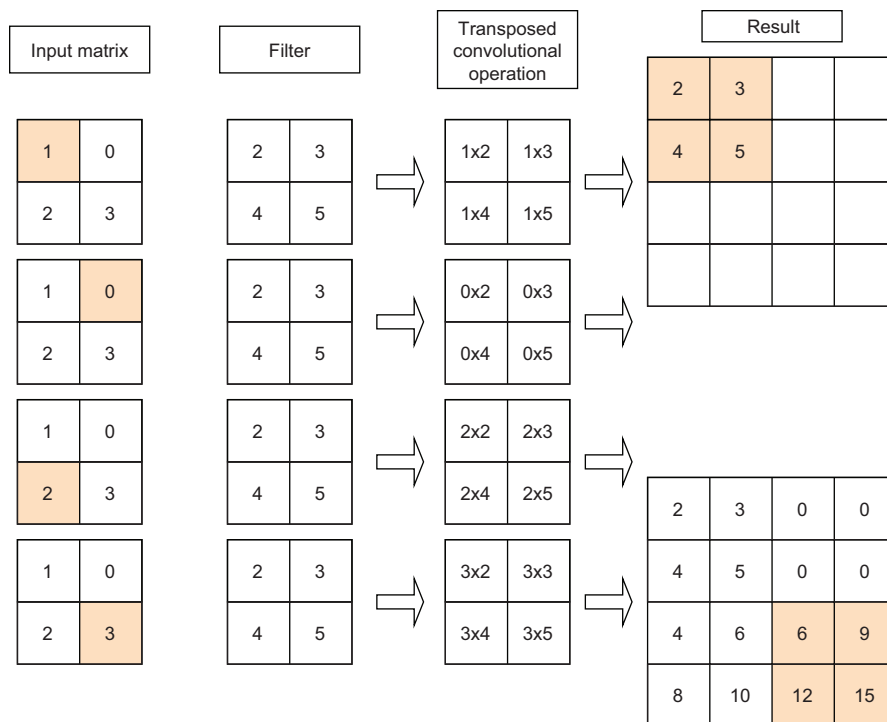 Input matrix
Filter
Transposed
convolutional
operation
Result
1 0
2 3
2 3
4 5
1x2 1x3
1x4 1x5
2 3
4 5
1 0
2 3
2 3
4 5
0x2 0x3
0x4 0x5
1 0
2 3
2 3
4 5
2x2 2x3
2x4 2x5
1 0
2 3
2 3
4 5
3x2 3x3
3x4 3x5
2 3 0 0
4 5 0 0
4 6 6 9
8 10 12 15